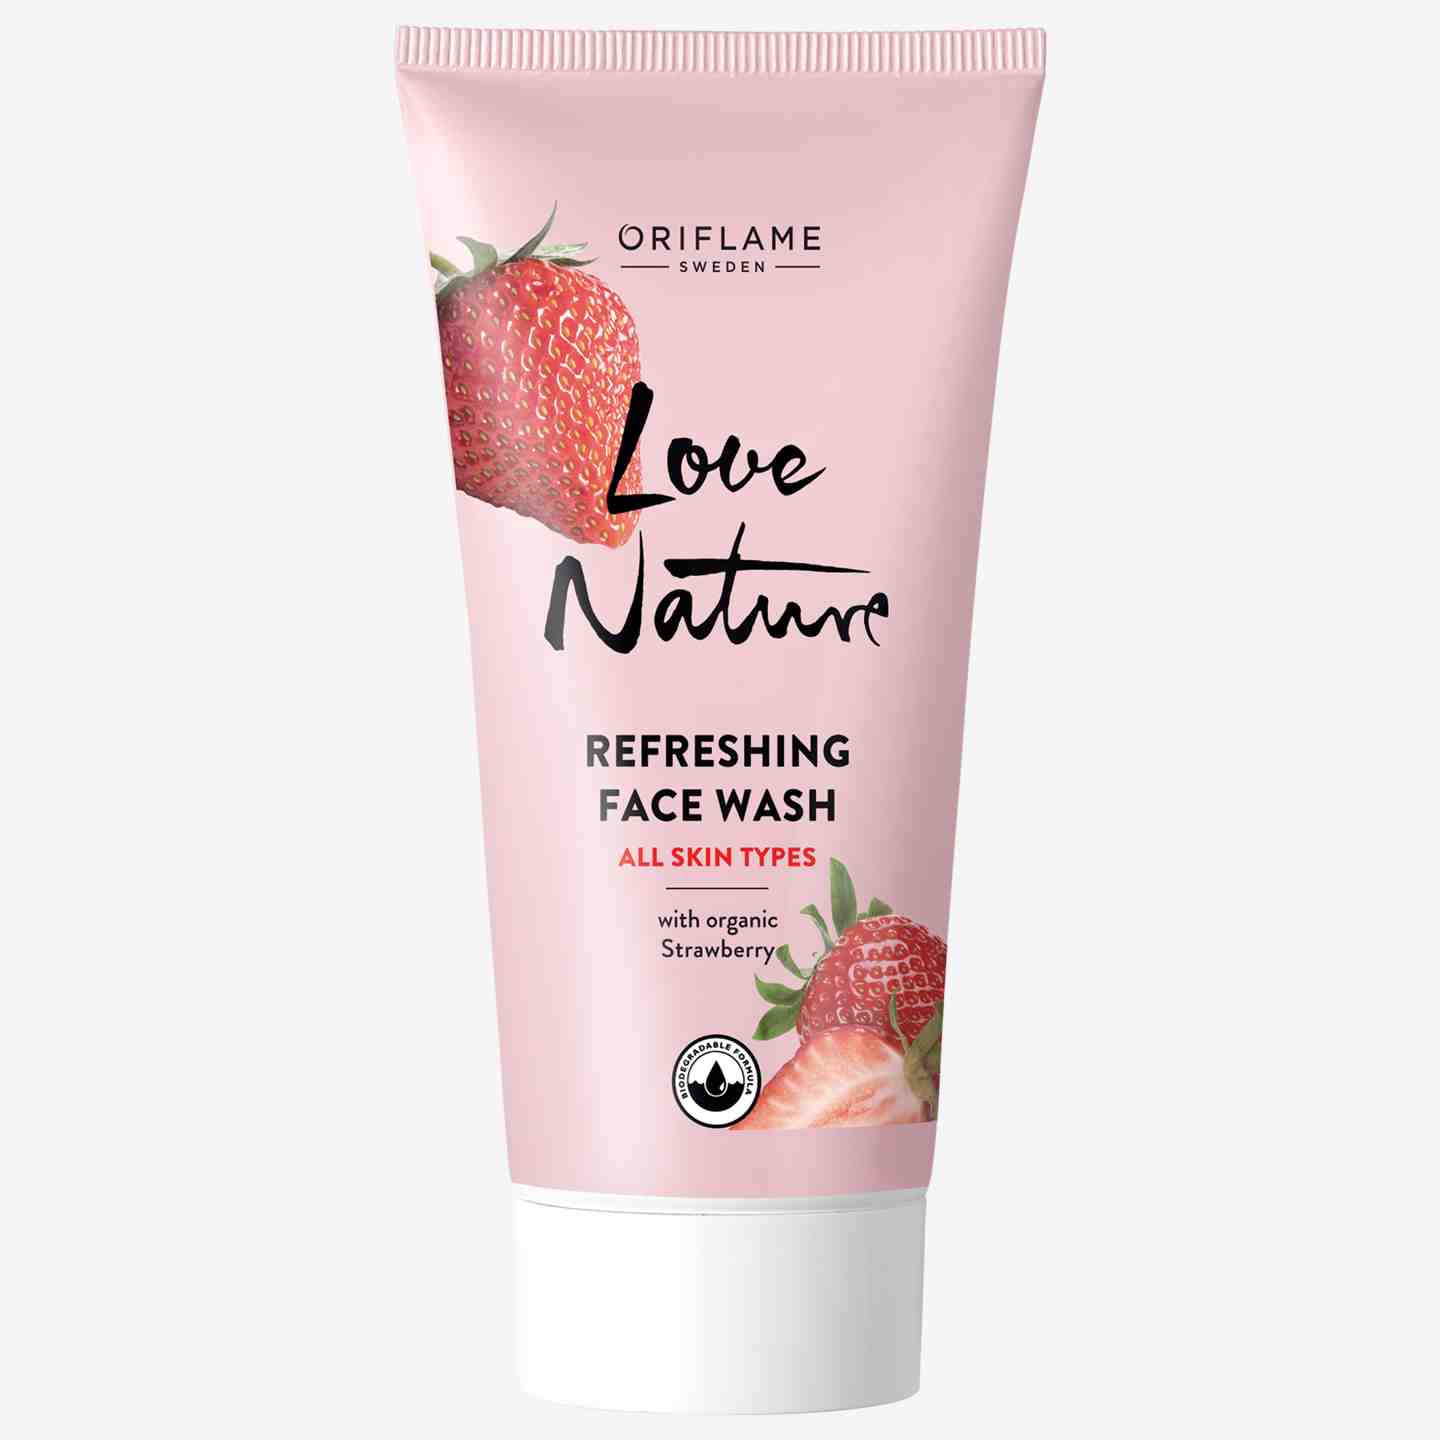 ORIFLAME
SWEDEN
Love
Nature
REFRESHING
FACE WASH
ALL SKIN TYPES
with organic
Strawberry
BIODEGRADABLE FORMULA